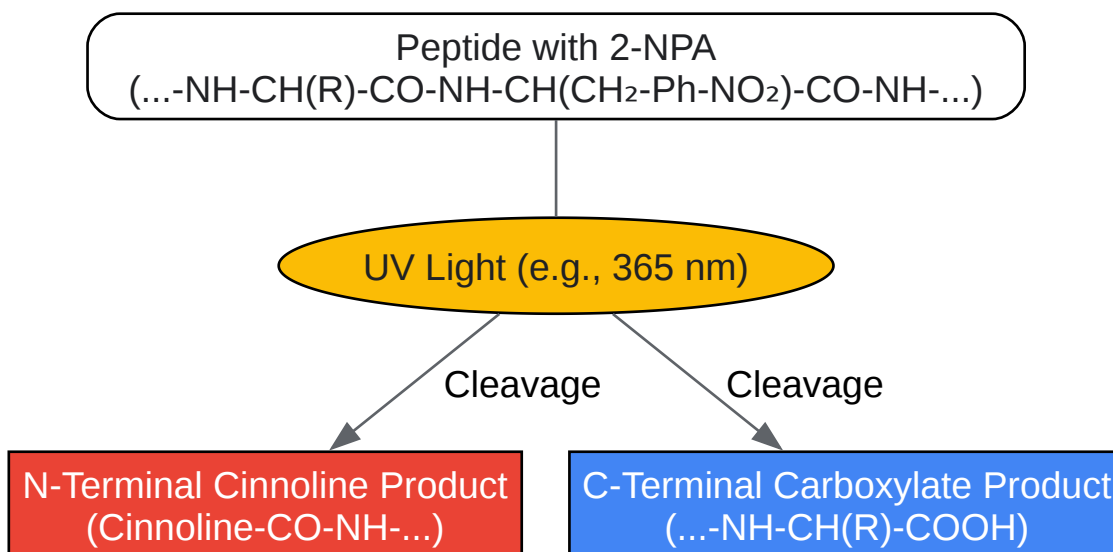 Peptide with 2-NPA
(...-NH-CH(R)-CO-NH-CH(CH₂-Ph-NO₂)-CO-NH-...)
UV Light (e.g., 365 nm)
Cleavage
Cleavage
N-Terminal Cinnoline Product
(Cinnoline-CO-NH-...)
C-Terminal Carboxylate Product
(...-NH-CH(R)-COOH)